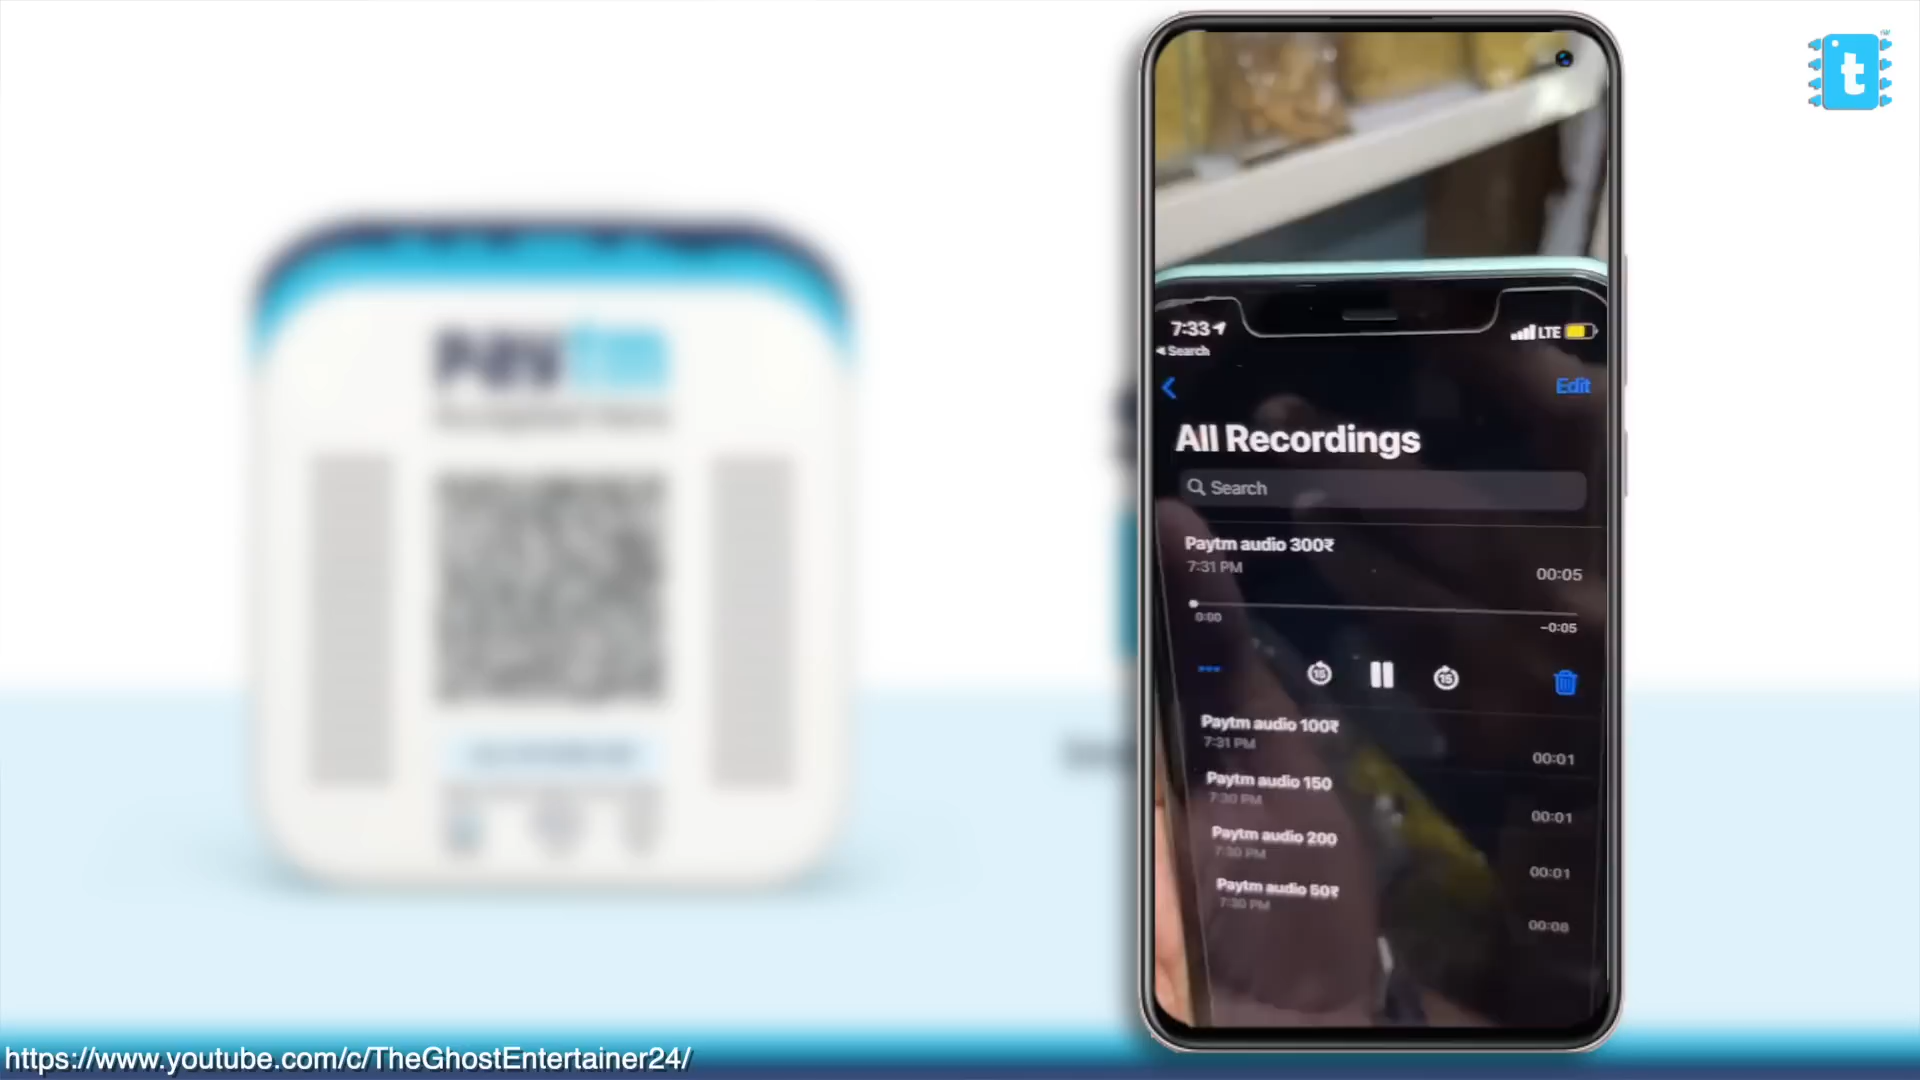 t
paytm
7:33
LTE
Search
Edit
All Recordings
Search
Paytm audio 300₹
7:31 PM
00:05
0:00
-0:05
15
15
Paytm audio 100₹
7:31 PM
00:01
Paytm audio 150
7:30 PM
00:01
Paytm audio 200
7:30 PM
00:01
Paytm audio 50₹
7:30 PM
00:08
https://www.youtube.com/c/TheGhostEntertainer24/